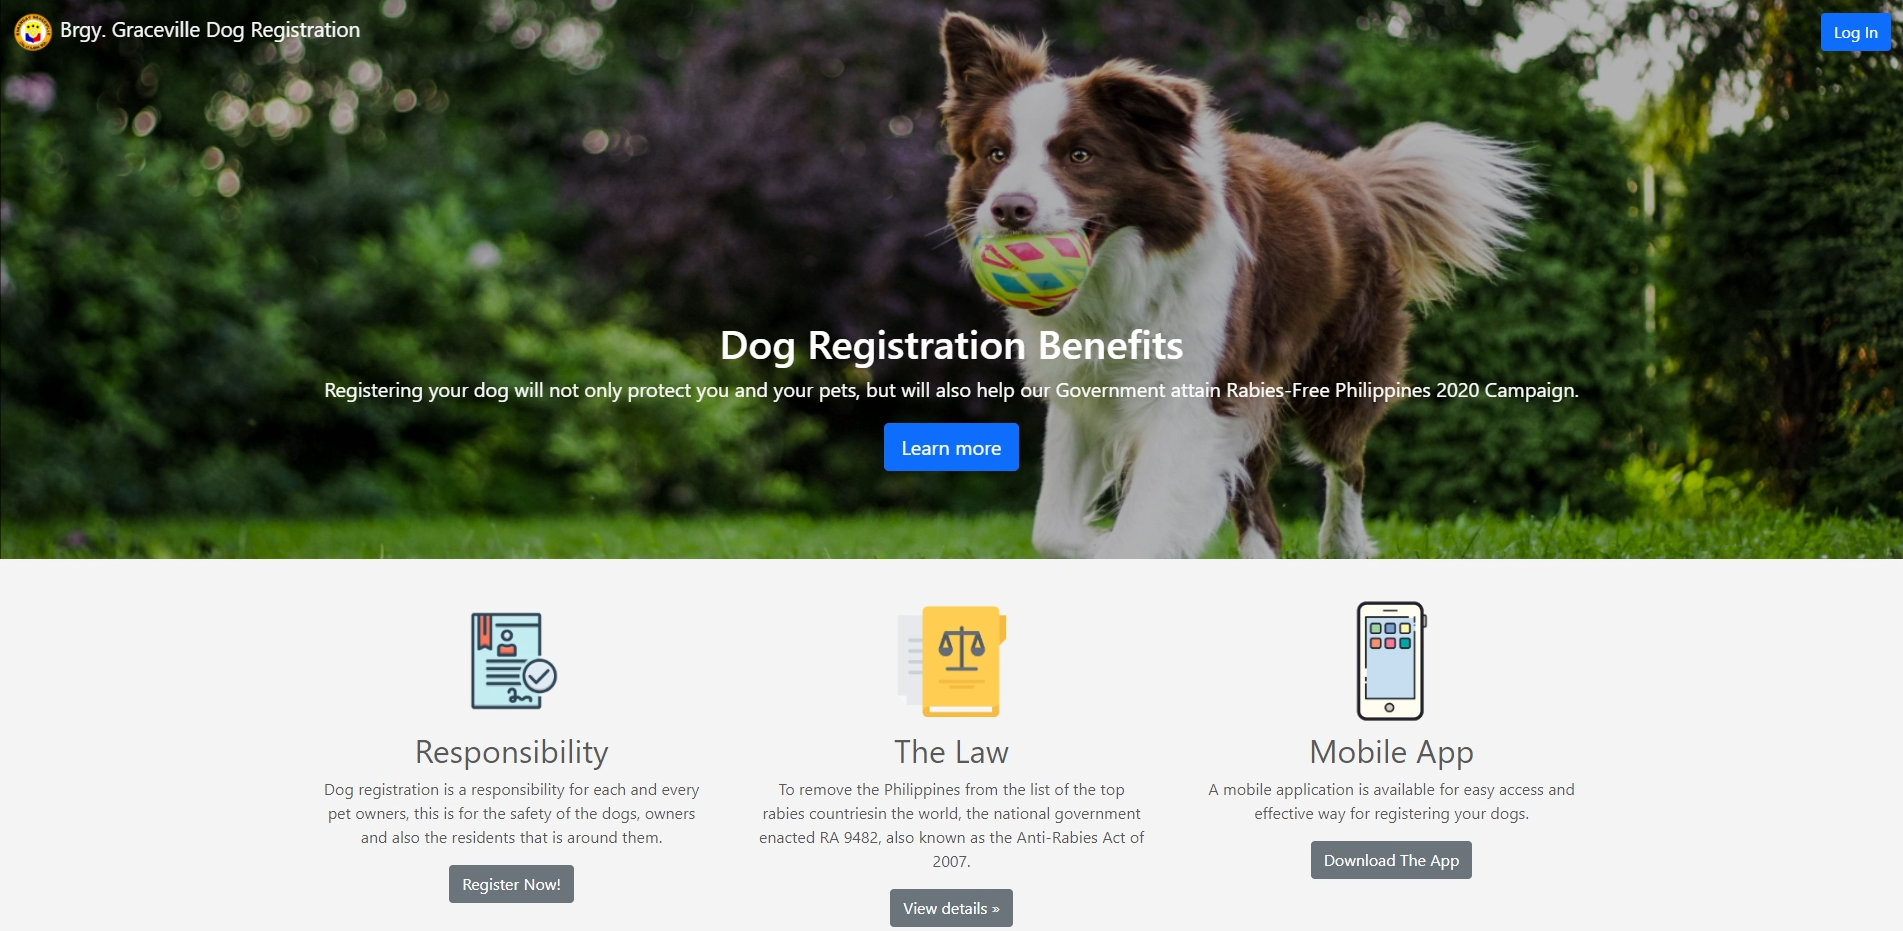 Brgy. Graceville Dog Registration
Log In
Dog Registration Benefits
Registering your dog will not only protect you and your pets, but will also help our Government attain Rabies-Free Philippines 2020 Campaign.
Learn more
Responsibility
Dog registration is a responsibility for each and every
pet owners, this is for the safety of the dogs, owners
and also the residents that is around them.
Register Now!
The Law
To remove the Philippines from the list of the top
rabies countriesin the world, the national government
enacted RA 9482, also known as the Anti-Rabies Act of
2007.
View details »
Mobile App
A mobile application is available for easy access and
effective way for registering your dogs.
Download The App